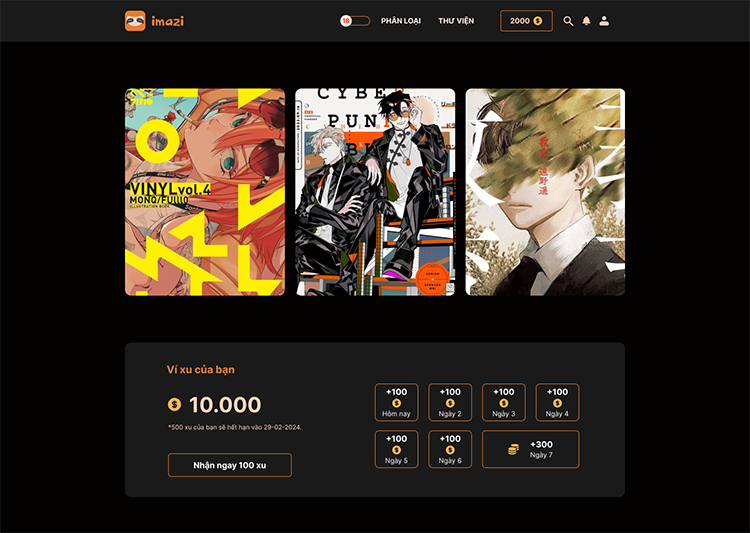 imazi
18
PHÂN LOẠI
THƯ VIỆN
2000
VINYL vol.4
MONO/FUIIIO
ILLUSTRATION BOOK
CYBER
PUN
Ví xu của bạn
10.000
*500 xu của bạn sẽ hết hạn vào 29-02-2024.
Nhận ngay 100 xu
+100
Hôm nay
+100
Ngày 2
+100
Ngày 3
+100
Ngày 4
+100
Ngày 5
+100
Ngày 6
+300
Ngày 7